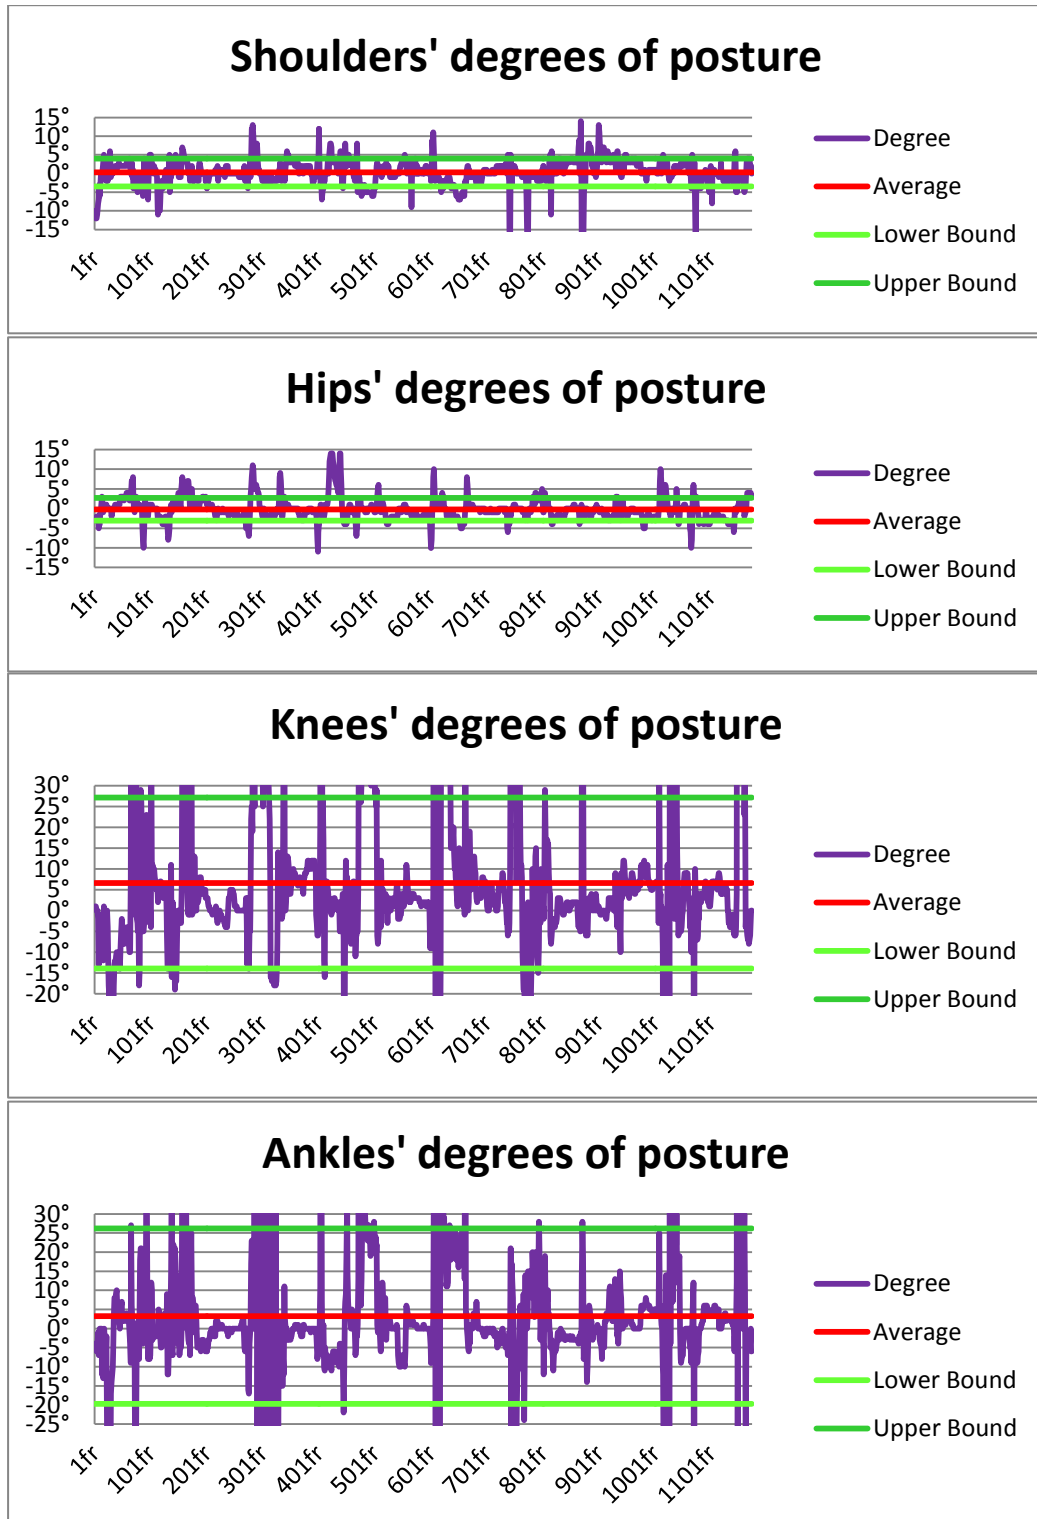 Shoulders' degrees of posture
15°
10°
5°
0°
-5°
-10°
-15°
1fr 101fr 201fr 301fr 401fr 501fr 601fr 701fr 801fr 901fr 1001fr 1101fr
Degree
Average
Lower Bound
Upper Bound
Hips' degrees of posture
15°
10°
5°
0°
-5°
-10°
-15°
1fr 101fr 201fr 301fr 401fr 501fr 601fr 701fr 801fr 901fr 1001fr 1101fr
Degree
Average
Lower Bound
Upper Bound
Knees' degrees of posture
30°
25°
20°
15°
10°
5°
0°
-5°
-10°
-15°
-20°
1fr 101fr 201fr 301fr 401fr 501fr 601fr 701fr 801fr 901fr 1001fr 1101fr
Degree
Average
Lower Bound
Upper Bound
Ankles' degrees of posture
30°
25°
20°
15°
10°
5°
0°
-5°
-10°
-15°
-20°
-25°
1fr 101fr 201fr 301fr 401fr 501fr 601fr 701fr 801fr 901fr 1001fr 1101fr
Degree
Average
Lower Bound
Upper Bound